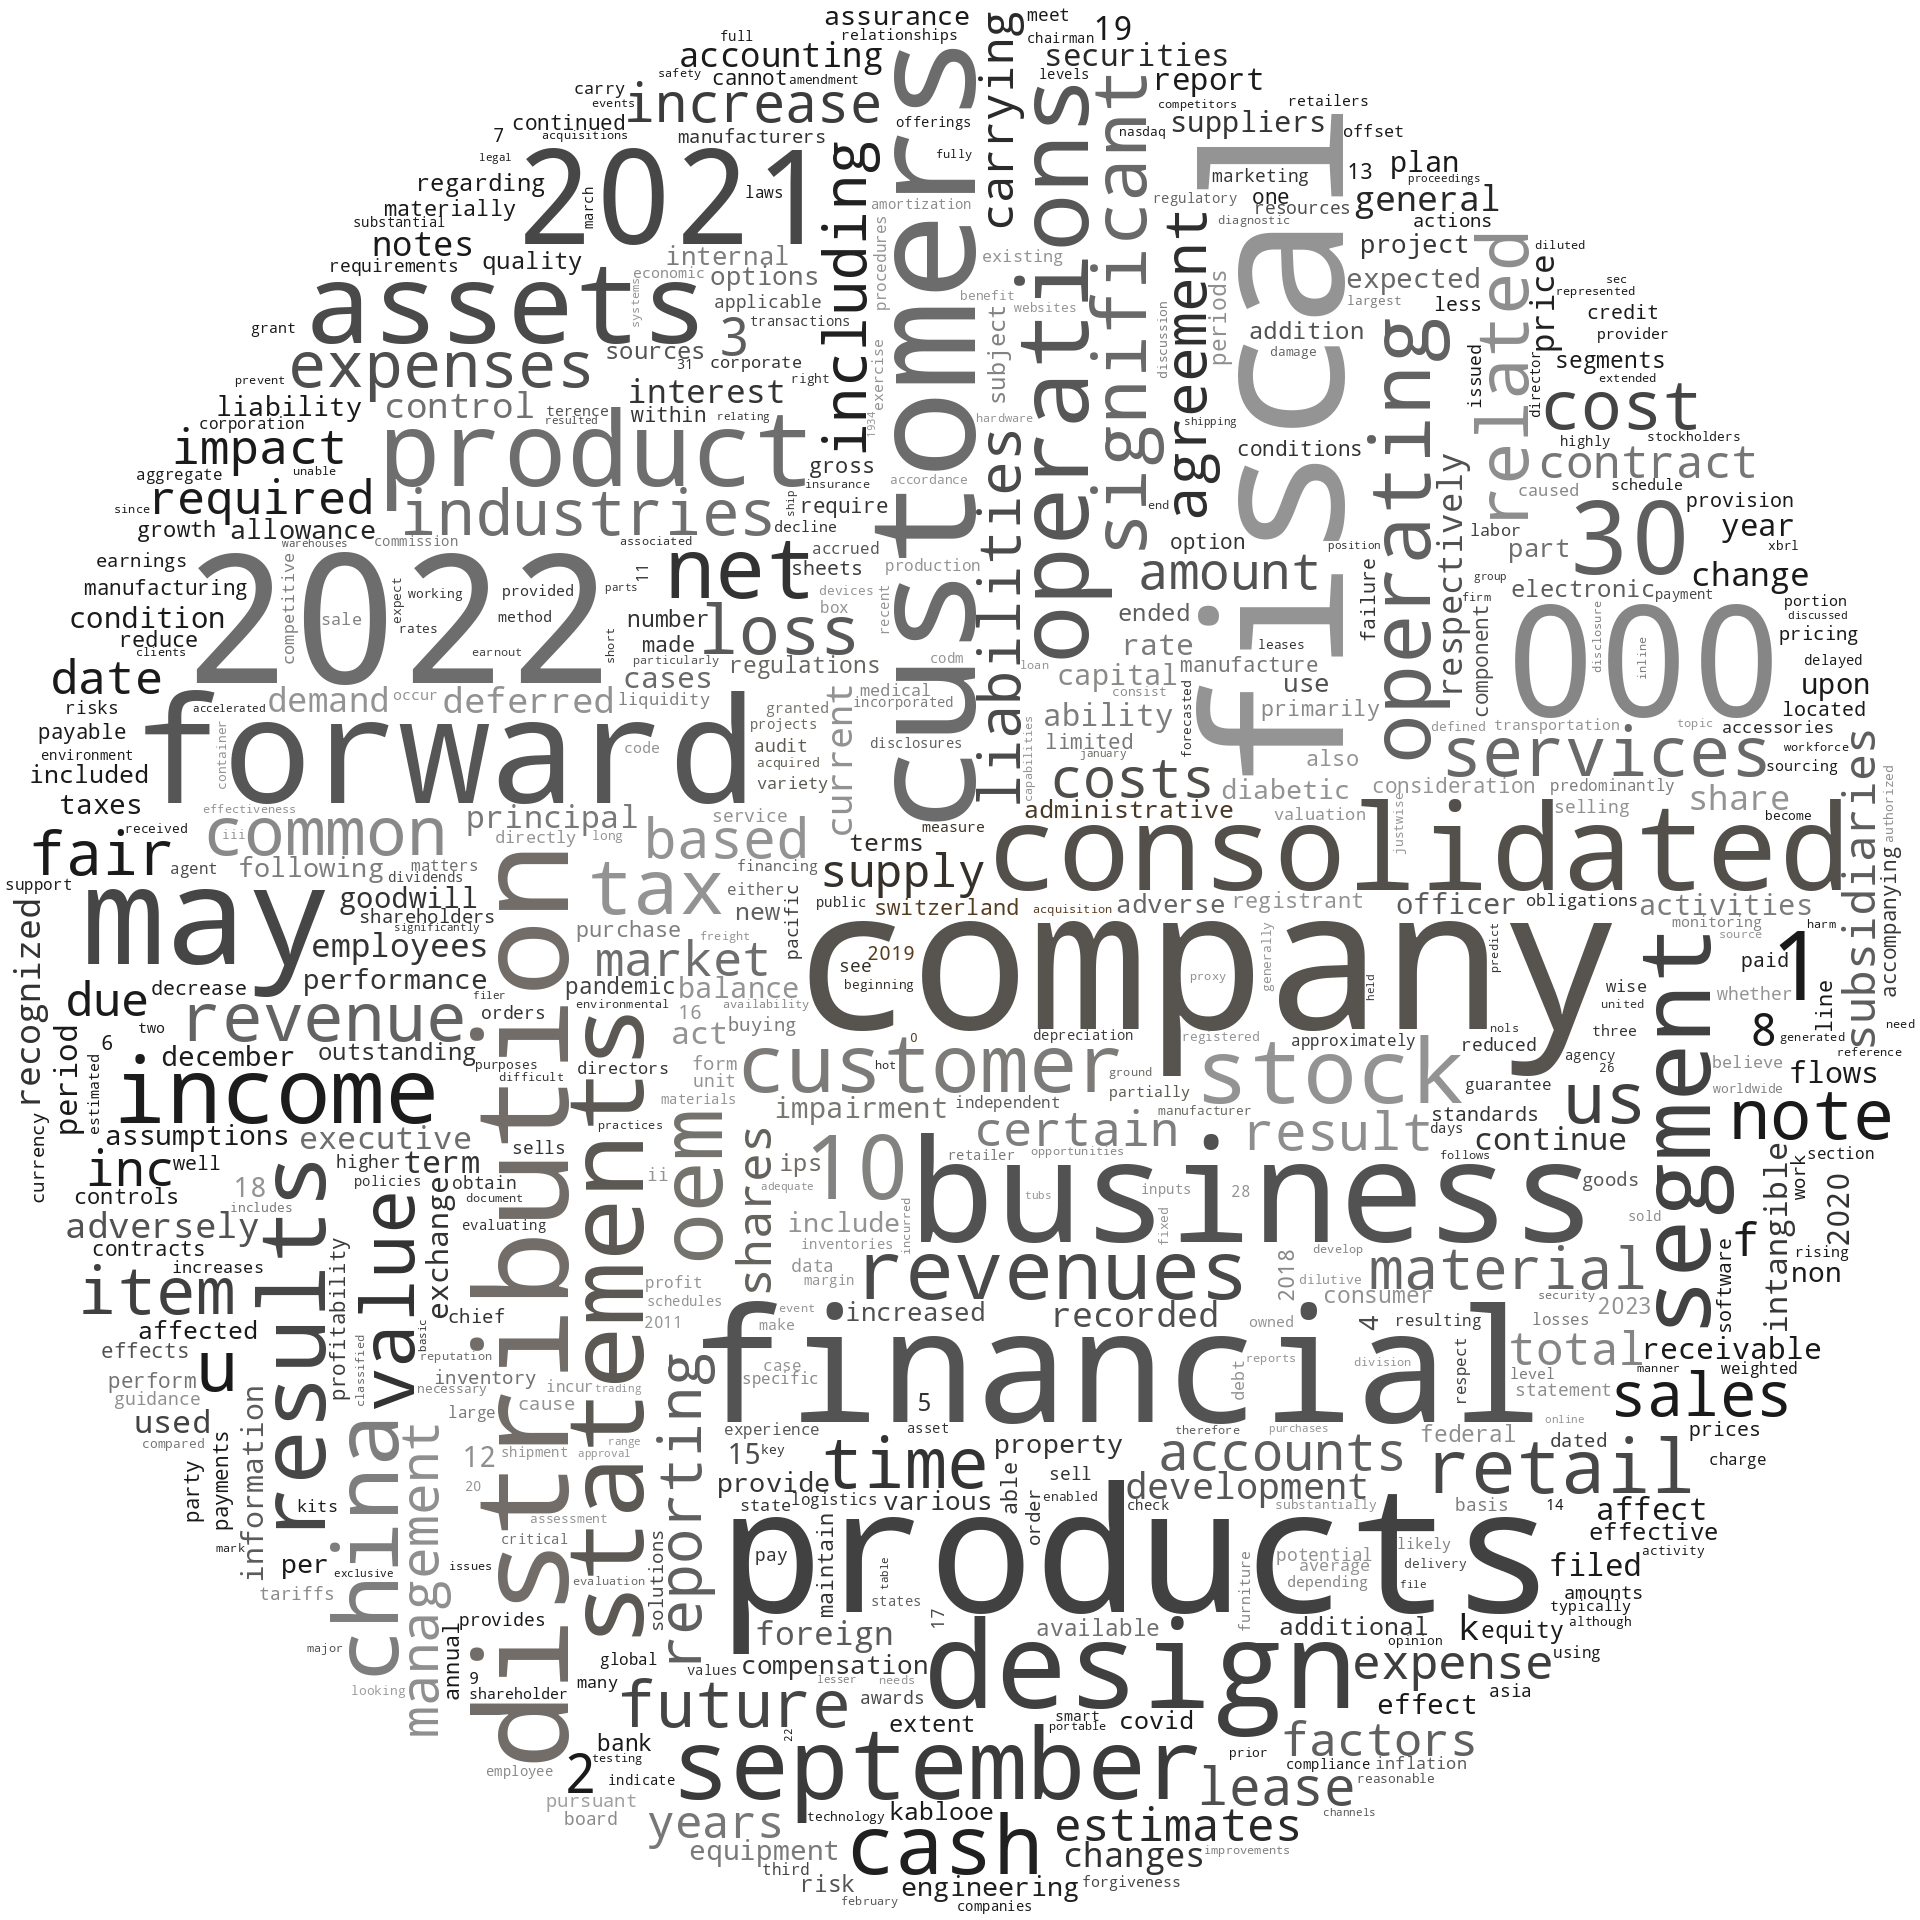 assurance
meet
relationships
chairman
19
full
accounting
securities
carrying
safety
cannot
amendment
levels
report
carry
increase
customers
operations
significant
competitors
retailers
events
continued
offerings
nasdaq
suppliers
offset
7
acquisitions
manufacturers
legal
2021
including
fully
fiscal
13
plan
proceedings
regarding
laws
march
marketing
one
general
materially
amortization
regulatory
resources
substantial
diagnostic
actions
notes
quality
internal
procedures
existing
agreement
project
related
diluted
requirements
economic
options
periods
expected
price
sec
represented
assets
systems
applicable
benefit
websites
largest
less
credit
grant
3
transactions
subject
discussion
addition
operating
provider
expenses
sources
31
corporate
exercise
damage
issued
director
segments
prevent
interest
right
extended
liability
control
terence
within
relating
1934
hardware
cost
corporation
resulted
shipping
impact
product
liabilities
conditions
respectively
highly
stockholders
aggregate
unable
gross
contract
required
insurance
accordance
caused
schedule
since
industries
ship
require
end
30
provision
growth
allowance
decline
labor
year
warehouses
commission
associated
option
position
part
xbrl
earnings
2022
net
accrued
sheets
production
amount
failure
group
change
manufacturing
competitive
expect
working
provided
parts
11
devices
electronic
payment
condition
sale
rates
method
number
box
recent
ended
firm
000
portion
discussed
reduce
made
loss
rate
leases
component
disclosure
inline
pricing
clients
earnout
short
particularly
regulations
codm
loan
capital
manufacture
delayed
date
cases
current
medical
consist
use
upon
accelerated
demand
occur
deferred
liquidity
granted
incorporated
ability
primarily
located
risks
forward
projects
forecasted
defined
transportation
topic
accessories
payable
code
audit
disclosures
limited
services
workforce
subsidiaries
environment
container
acquired
january
also
sourcing
included
variety
capabilities
costs
diabetic
consideration
predominantly
authorized
taxes
effectiveness
principal
service
administrative
valuation
justwise
selling
share
received
iii
common
directly
long
based
measure
consolidated
become
fair
terms
agent
following
matters
financing
supply
accompanying
support
dividends
distribution
tax
either
may
goodwill
new
public
switzerland
acquisition
adverse
registrant
officer
obligations
activities
recognized
shareholders
significantly
purchase
pacific
company
monitoring
harm
employees
freight
market
2019
generally
predict
segment
source
1
performance
see
proxy
held
paid
due
decrease
pandemic
balance
beginning
wise
whether
line
filer
environmental
availability
united
revenue
orders
statements
16
act
buying
0
depreciation
registered
approximately
nols
three
8
generated
need
period
two
6
december
outstanding
purposes
directors
form
customer
reduced
agency
reference
estimated
income
difficult
unit
hot
ground
partially
stock
guarantee
26
believe
flows
materials
impairment
independent
manufacturer
us
worldwide
currency
assumptions
executive
practices
oem
shares
certain
result
standards
days
note
inc
well
higher
term
sells
ips
10
retailer
opportunities
follows
continue
intangible
work
section
controls
18
policies
obtain
ii
adequate
business
tubs
inputs
28
goods
adversely
includes
document
evaluating
include
incurred
fixed
sold
f
2020
contracts
results
profitability
value
exchange
inventories
revenues
2018
develop
software
rising
increases
data
item
profit
margin
dilutive
material
non
schedules
event
increased
recorded
consumer
security
2023
affected
chief
2011
make
owned
4
resulting
losses
effects
classified
basic
reputation
case
financial
reports
division
respect
total
receivable
perform
inventory
specific
debt
level
manner
weighted
u
guidance
necessary
incur
trading
reporting
statement
used
information
china
large
cause
5
sales
compared
management
experience
asset
therefore
purchases
federal
online
prices
12
shipment
range
15
key
time
property
accounts
dated
party
payments
approval
provide
able
sell
development
retail
charge
20
state
logistics
various
enabled
check
substantially
basis
14
kits
assessment
order
affect
critical
solutions
products
likely
effective
mark
pay
potential
per
exclusive
issues
maintain
average
delivery
filed
activity
evaluation
table
depending
file
tariffs
states
furniture
amounts
provides
17
available
additional
typically
foreign
k
equity
although
major
annual
global
compensation
design
opinion
using
9
values
expense
looking
shareholder
many
lesser
needs
asia
future
awards
effect
extent
smart
covid
bank
22
portable
factors
testing
september
prior
employee
2
indicate
compliance
inflation
pursuant
lease
reasonable
board
years
technology
kablooe
estimates
channels
equipment
cash
changes
improvements
third
risk
engineering
forgiveness
february
companies